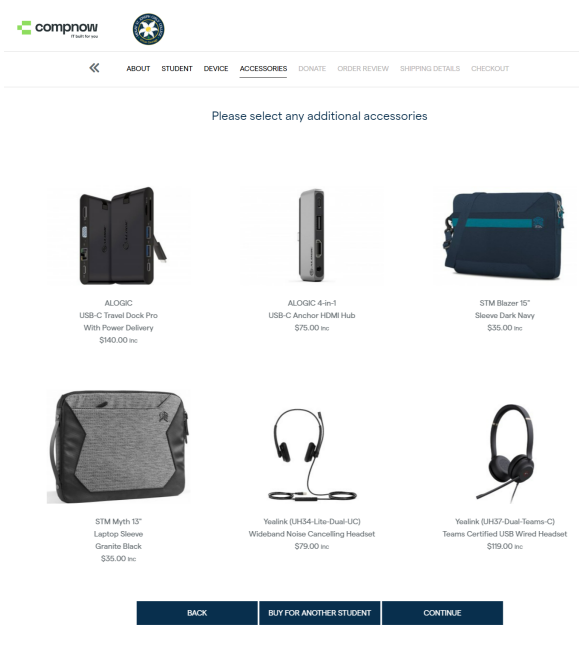 compnow
IT built for you
ABOUT STUDENT DEVICE ACCESSORIES DONATE ORDER REVIEW SHIPPING DETAILS CHECKOUT
Please select any additional accessories
ALOGIC
USB-C Travel Dock Pro
With Power Delivery
$140.00 inc
ALOGIC 4-in-1
USB-C Anchor HDMI Hub
$75.00 inc
STM Blazer 15"
Sleeve Dark Navy
$35.00 inc
STM Myth 13"
Laptop Sleeve
Granite Black
$35.00 inc
Yealink (UH34-Lite-Dual-UC)
Wideband Noise Cancelling Headset
$79.00 inc
Yealink (UH37-Dual-Teams-C)
Teams Certified USB Wired Headset
$119.00 inc
BACK
BUY FOR ANOTHER STUDENT
CONTINUE